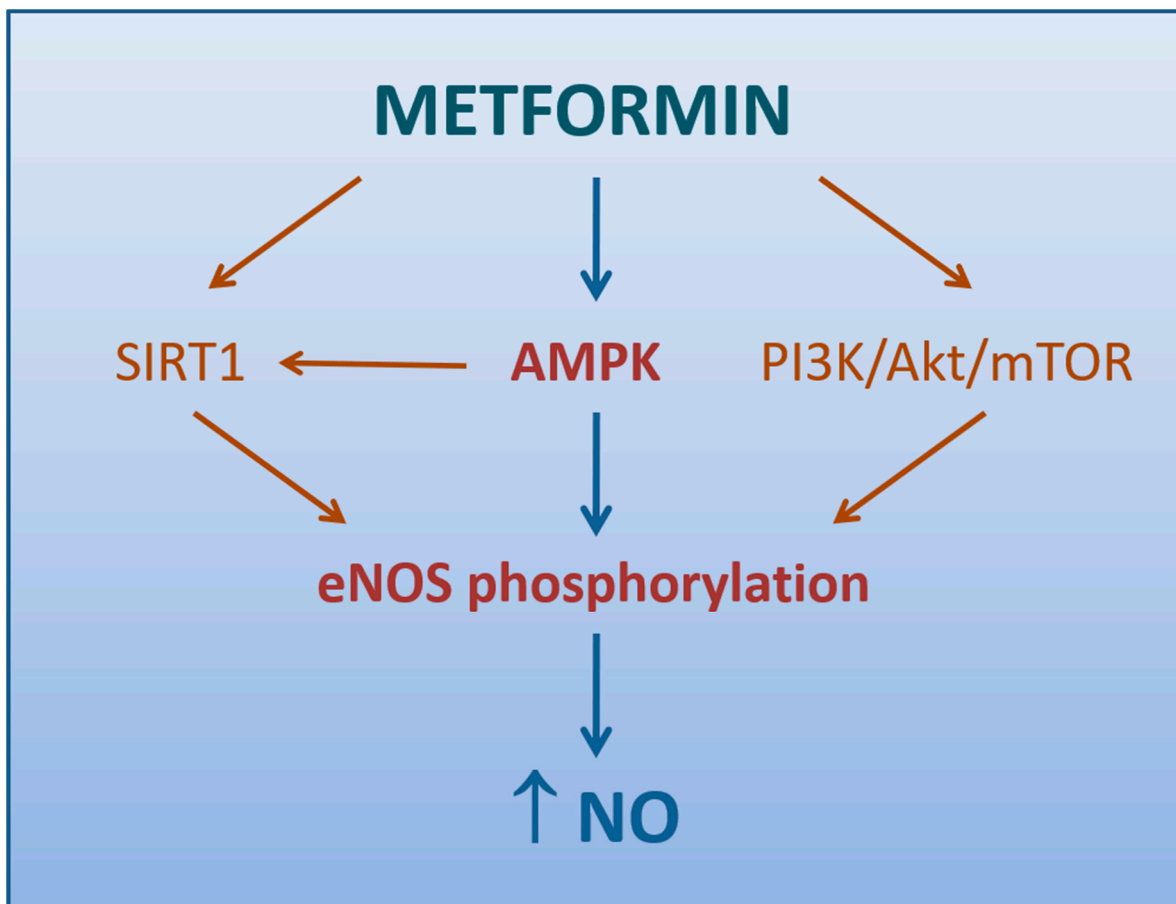 METFORMIN
SIRT1 AMPK PI3K/Akt/mTOR
eNOS phosphorylation
↑ NO